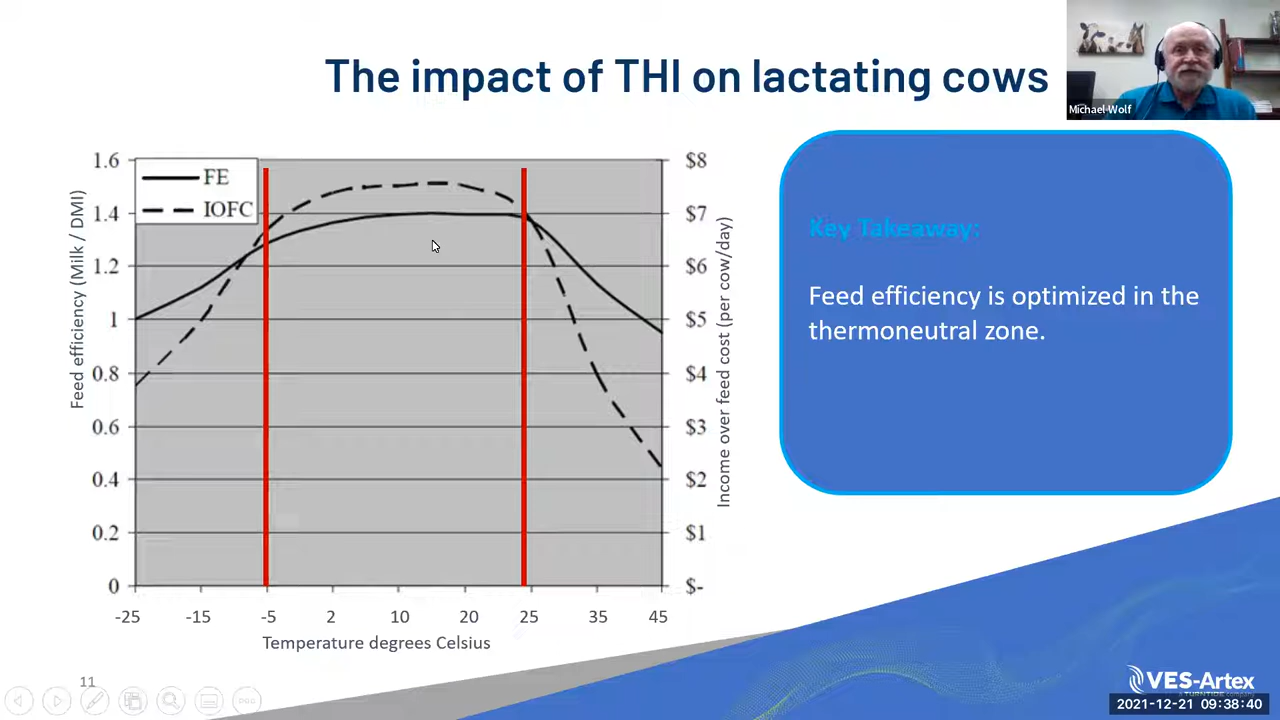 The impact of THI on lactating cows
Michael Wolf
FE
IOFC
1.6
1.4
1.2
1
0.8
0.6
0.4
0.2
0
Feed efficiency (Milk / DMI)
$8
$7
$6
$5
$4
$3
$2
$1
$-
Income over feed cost (per cow/day)
-25 -15 -5 2 10 20 25 35 45
Temperature degrees Celsius
Key Takeaway:
Feed efficiency is optimized in the
thermoneutral zone.
11
VES-Artex
A TURNTIDE company
2021-12-21 09:38:40